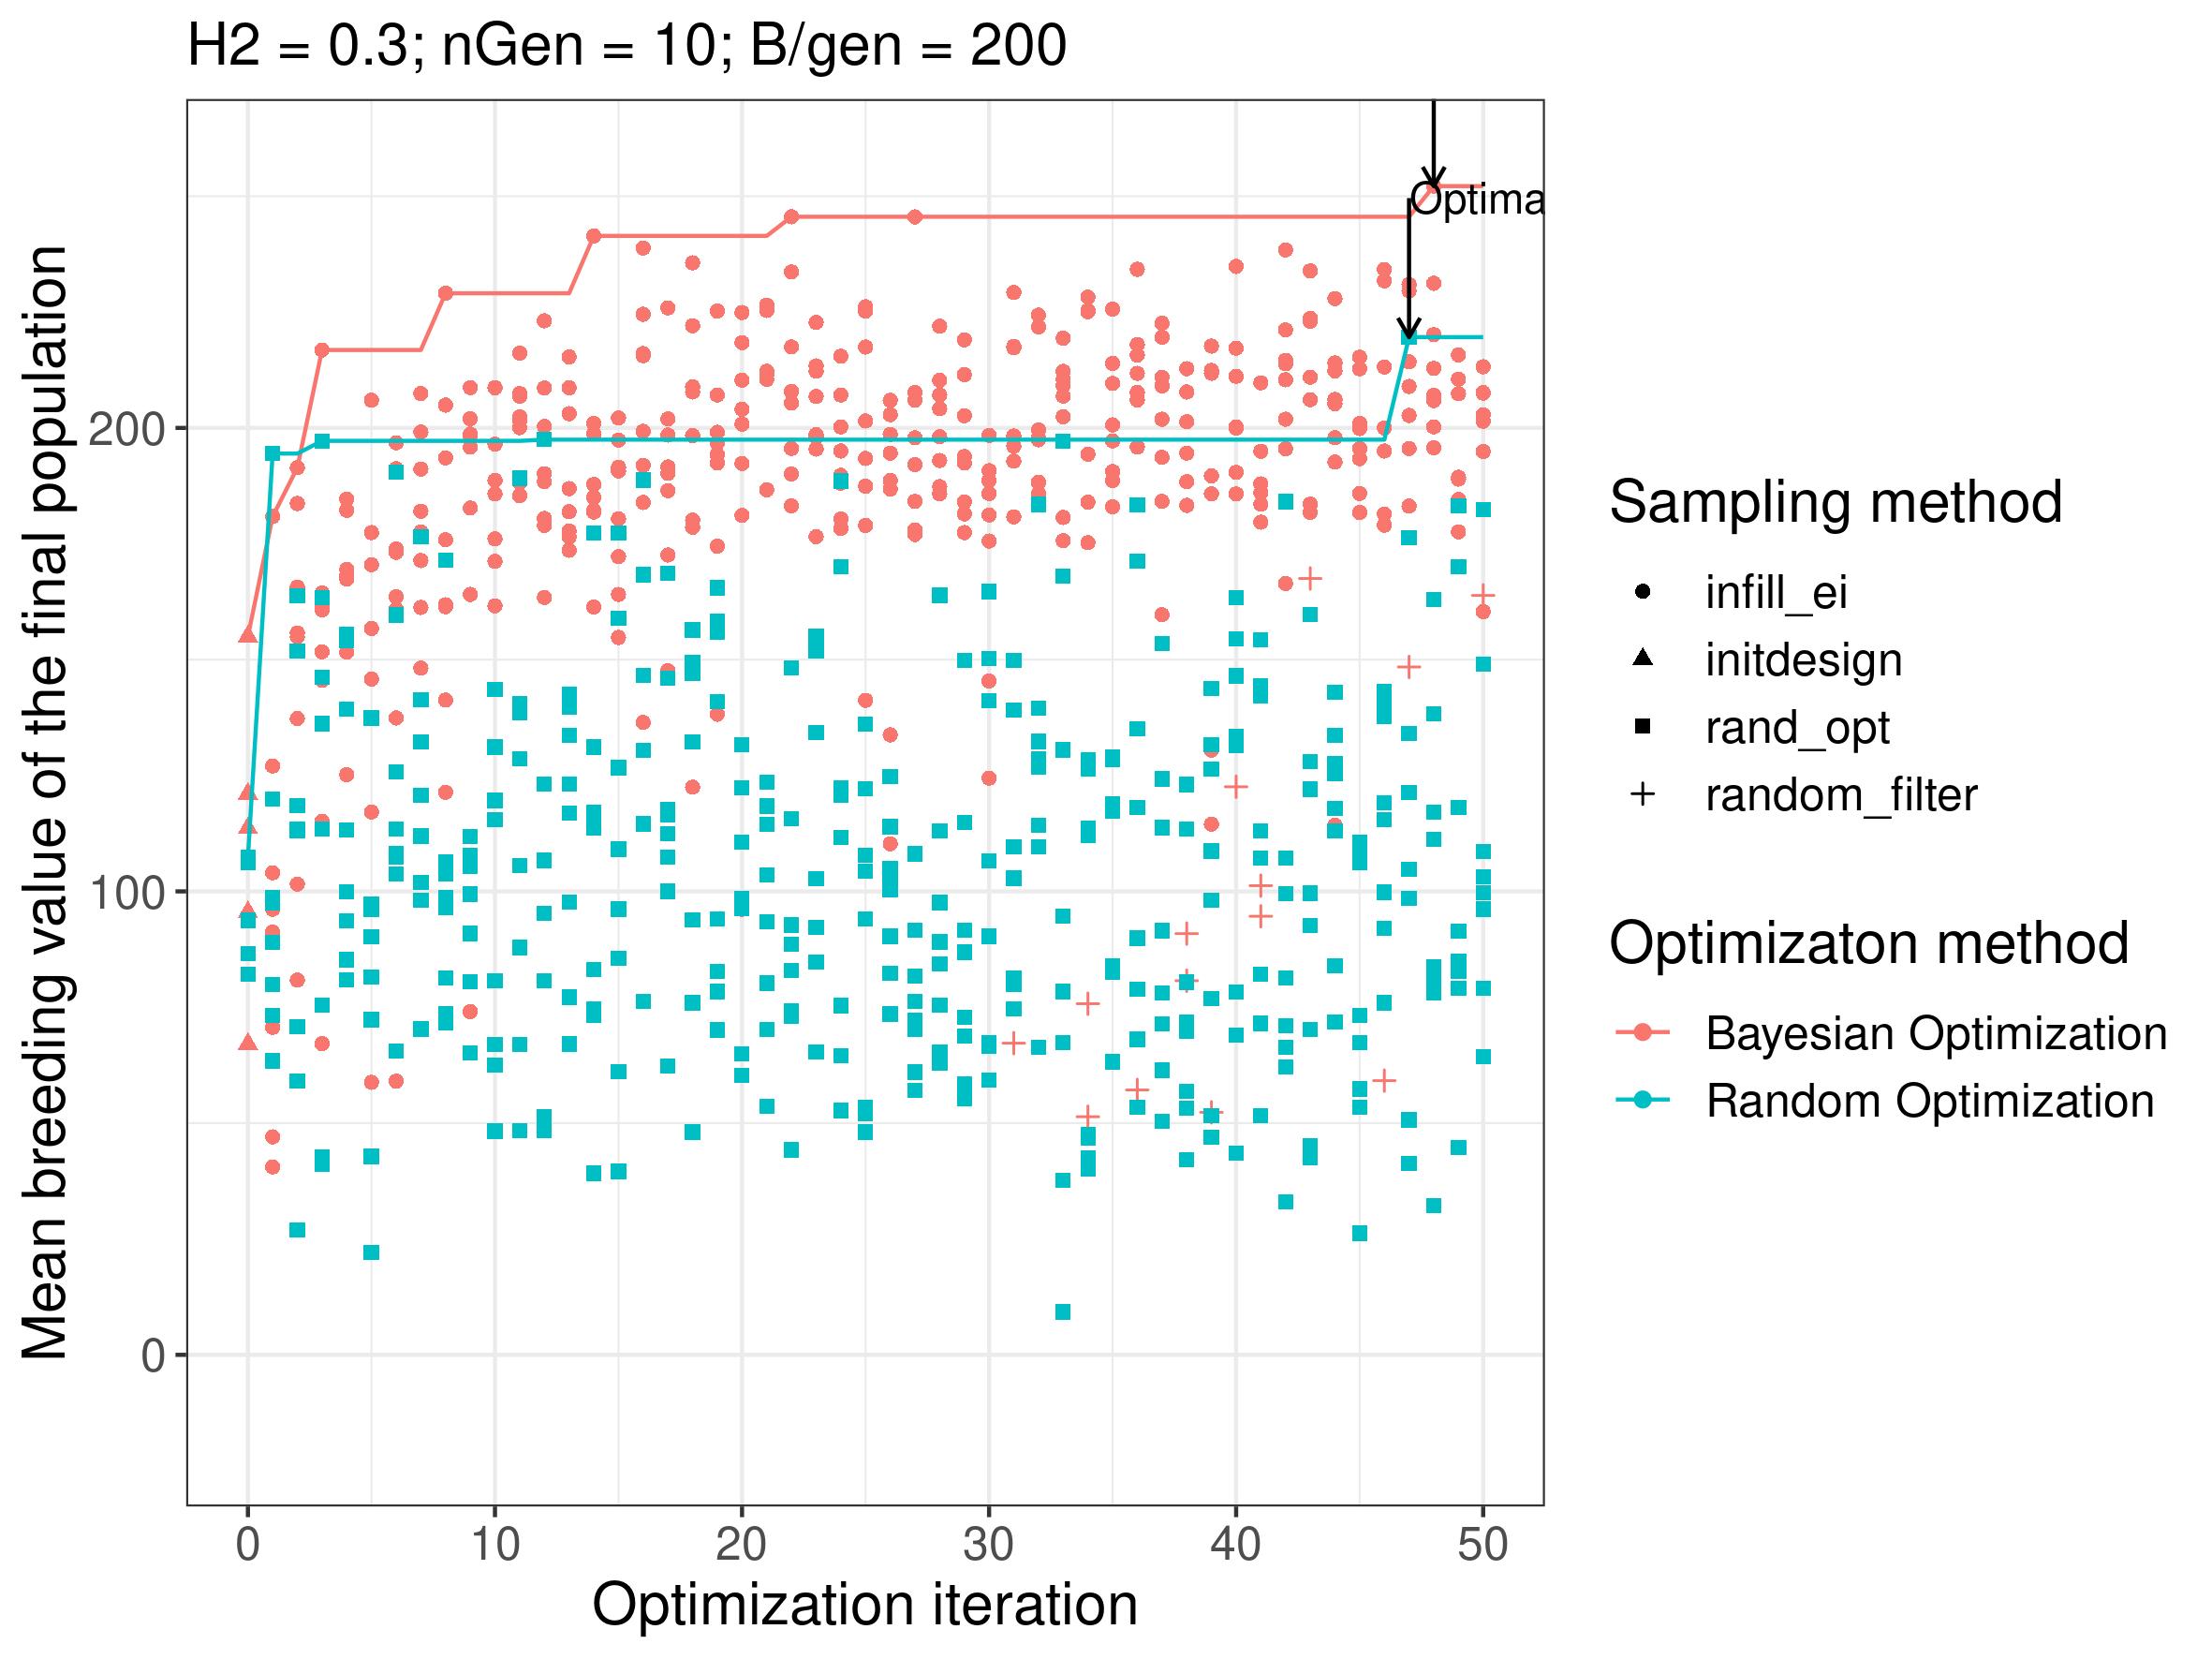 H2 = 0.3; nGen = 10; B/gen = 200
Mean breeding value of the final population
200
100
0
Optima
0
10
20
30
40
50
Optimization iteration
Sampling method
infill_ei
initdesign
rand_opt
random_filter
Optimizaton method
Bayesian Optimization
Random Optimization